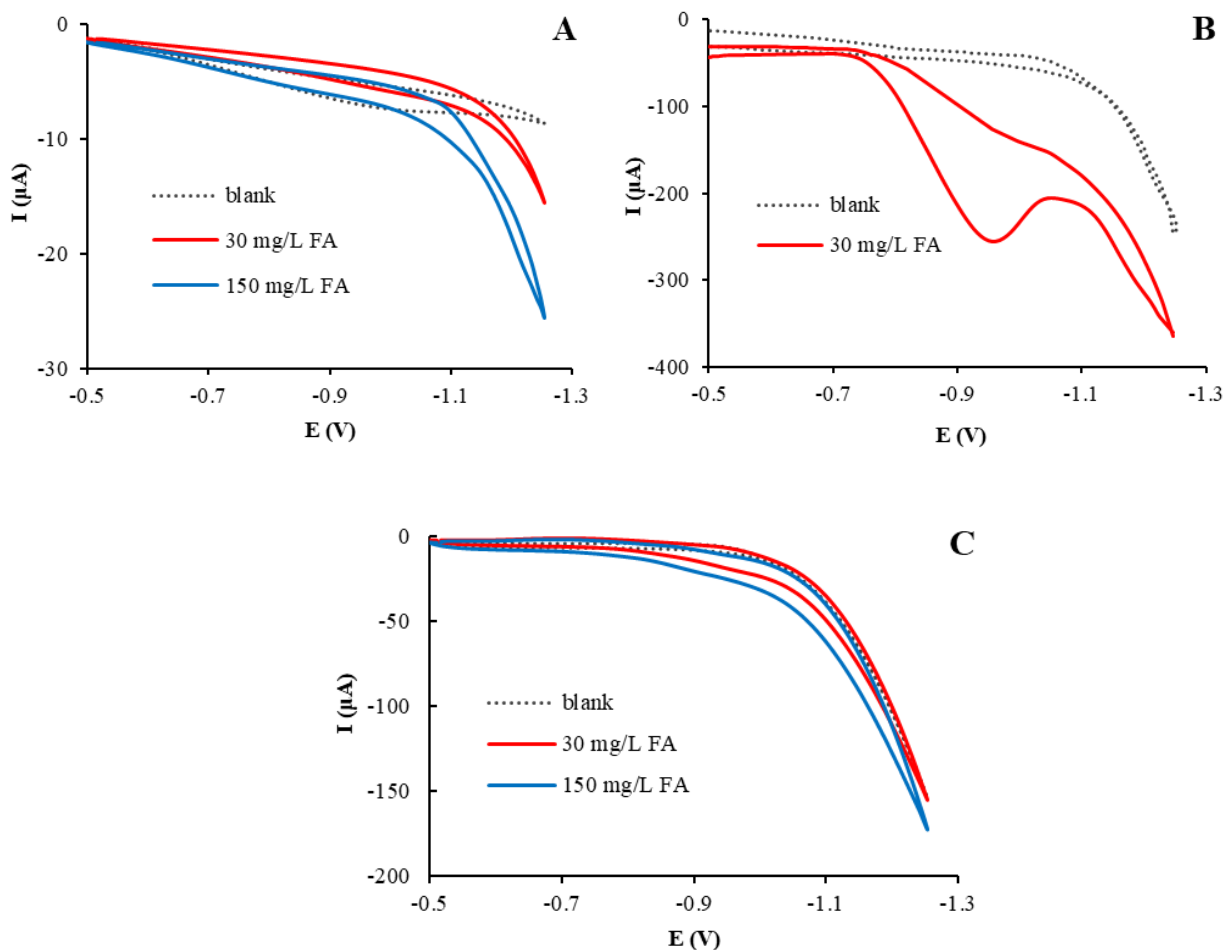 A
0
-10
-20
-30
I (µA)
blank
30 mg/L FA
150 mg/L FA
-0.5
-0.7
-0.9
-1.1
-1.3
E (V)
B
0
-100
-200
-300
-400
I (µA)
blank
30 mg/L FA
-0.5
-0.7
-0.9
-1.1
-1.3
E (V)
C
0
-50
-100
-150
-200
I (µA)
blank
30 mg/L FA
150 mg/L FA
-0.5
-0.7
-0.9
-1.1
-1.3
E (V)